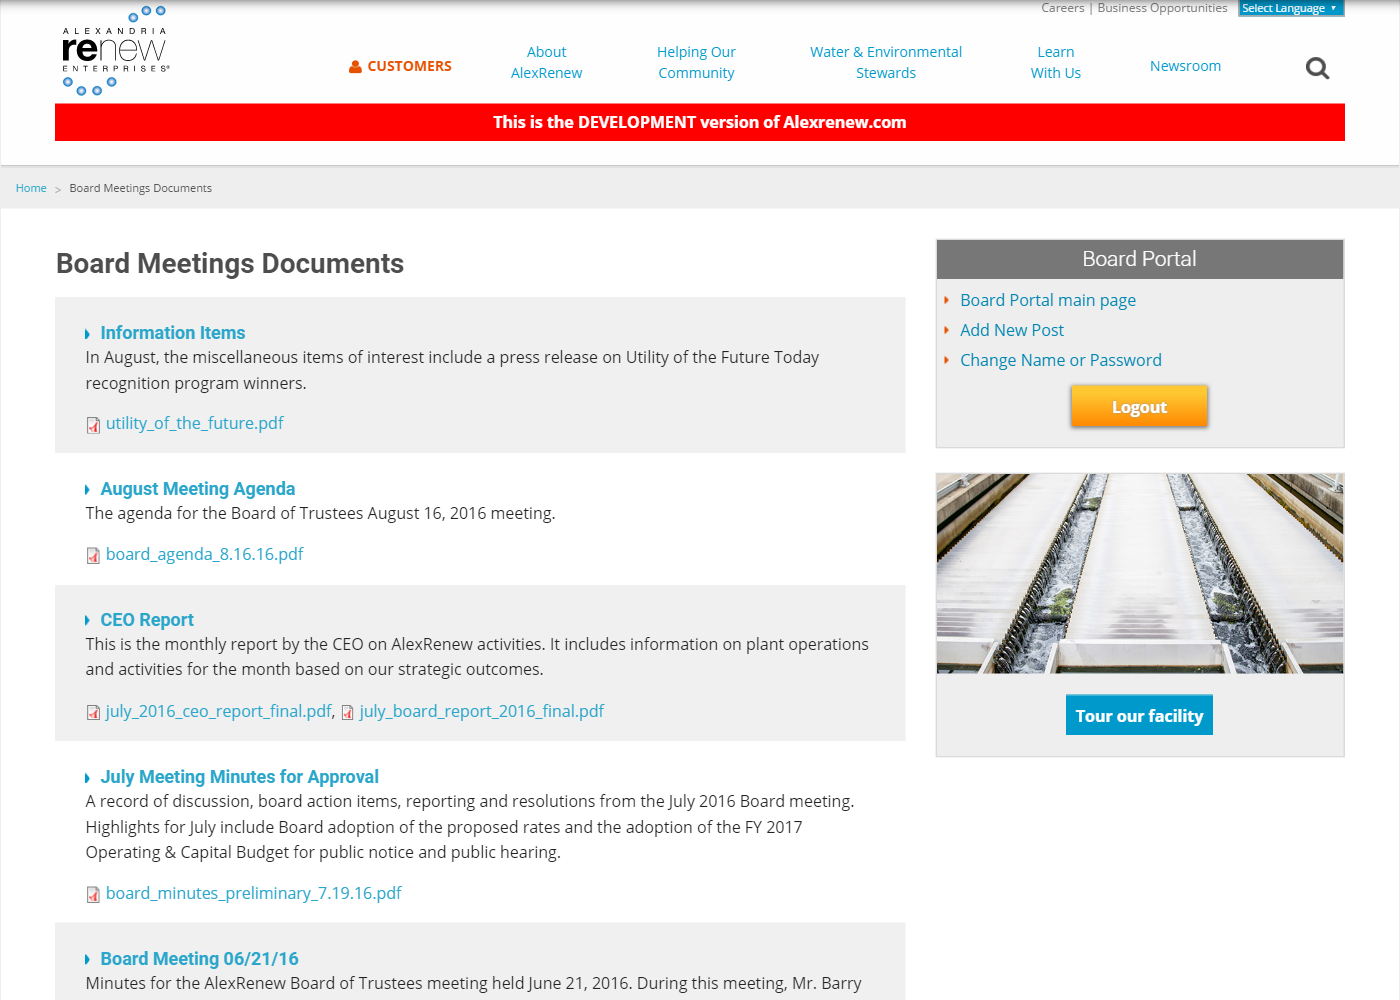 Careers | Business Opportunities
Select Language ▼
ALEXANDRIA
renew
ENTERPRISES®
CUSTOMERS
About
AlexRenew
Helping Our
Community
Water & Environmental
Stewards
Learn
With Us
Newsroom
This is the DEVELOPMENT version of Alexrenew.com
Home > Board Meetings Documents
Board Meetings Documents
Information Items
In August, the miscellaneous items of interest include a press release on Utility of the Future Today
recognition program winners.
utility_of_the_future.pdf
August Meeting Agenda
The agenda for the Board of Trustees August 16, 2016 meeting.
board_agenda_8.16.16.pdf
CEO Report
This is the monthly report by the CEO on AlexRenew activities. It includes information on plant operations
and activities for the month based on our strategic outcomes.
july_2016_ceo_report_final.pdf, july_board_report_2016_final.pdf
July Meeting Minutes for Approval
A record of discussion, board action items, reporting and resolutions from the July 2016 Board meeting.
Highlights for July include Board adoption of the proposed rates and the adoption of the FY 2017
Operating & Capital Budget for public notice and public hearing.
board_minutes_preliminary_7.19.16.pdf
Board Meeting 06/21/16
Minutes for the AlexRenew Board of Trustees meeting held June 21, 2016. During this meeting, Mr. Barry
Board Portal
Board Portal main page
Add New Post
Change Name or Password
Logout
Tour our facility